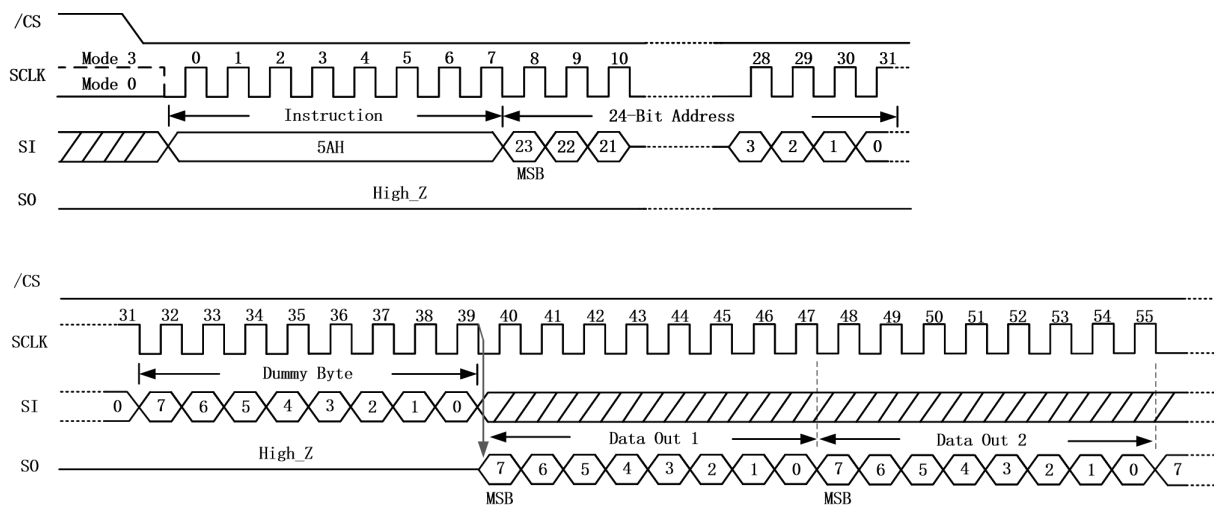 /CS
Mode 3 0 1 2 3 4 5 6 7 8 9 10 28 29 30 31
SCLK
Mode 0
Instruction 24-Bit Address
SI 5AH 23 22 21 3 2 1 0
MSB
High_Z
SO
/CS
31 32 33 34 35 36 37 38 39 40 41 42 43 44 45 46 47 48 49 50 51 52 53 54 55
SCLK
Dummy Byte
SI 0 7 6 5 4 3 2 1 0
High_Z Data Out 1 Data Out 2
SO 7 6 5 4 3 2 1 0 7 6 5 4 3 2 1 0 7
MSB MSB